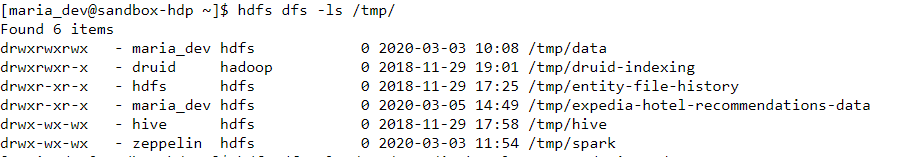 [maria_dev@sandbox-hdp ~]$ hdfs dfs -ls /tmp/
Found 6 items
drwxrwxrwx   - maria_dev hdfs            0 2020-03-03 10:08 /tmp/data
drwxrwxr-x   - druid     hadoop          0 2018-11-29 19:01 /tmp/druid-indexing
drwxr-xr-x   - hdfs      hdfs            0 2018-11-29 17:25 /tmp/entity-file-history
drwxr-xr-x   - maria_dev hdfs            0 2020-03-05 14:49 /tmp/expedia-hotel-recommendations-data
drwx-wx-wx   - hive      hdfs            0 2018-11-29 17:58 /tmp/hive
drwx-wx-wx   - zeppelin  hdfs            0 2020-03-03 11:54 /tmp/spark